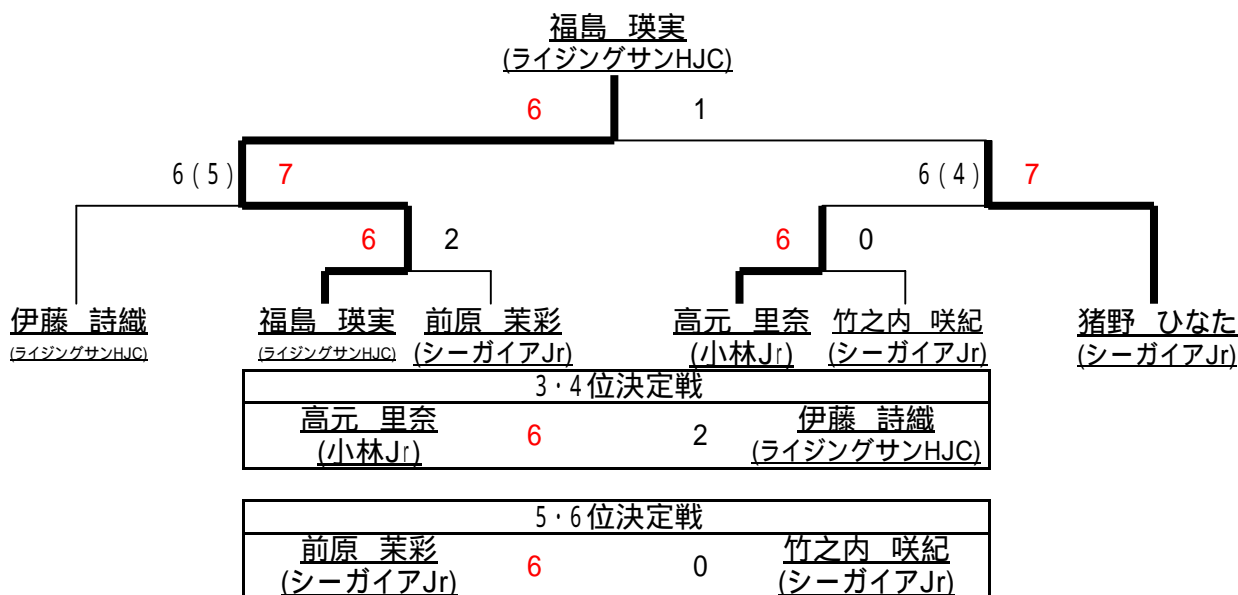 福島 瑛実
(ライジングサンHJC)
6 1
6(5) 7 6(4) 7
6 2 6 0
伊藤 詩織 福島 瑛実 前原 茉彩 高元 里奈 竹之内 咲紀 猪野 ひなた
(ライジングサンHJC) (ライジングサンHJC) (シーガイアJr) (小林Jr) (シーガイアJr) (シーガイアJr)
3・4位決定戦
高元 里奈 6 2 伊藤 詩織
(小林Jr) (ライジングサンHJC)
5・6位決定戦
前原 茉彩 6 0 竹之内 咲紀
(シーガイアJr) (シーガイアJr)